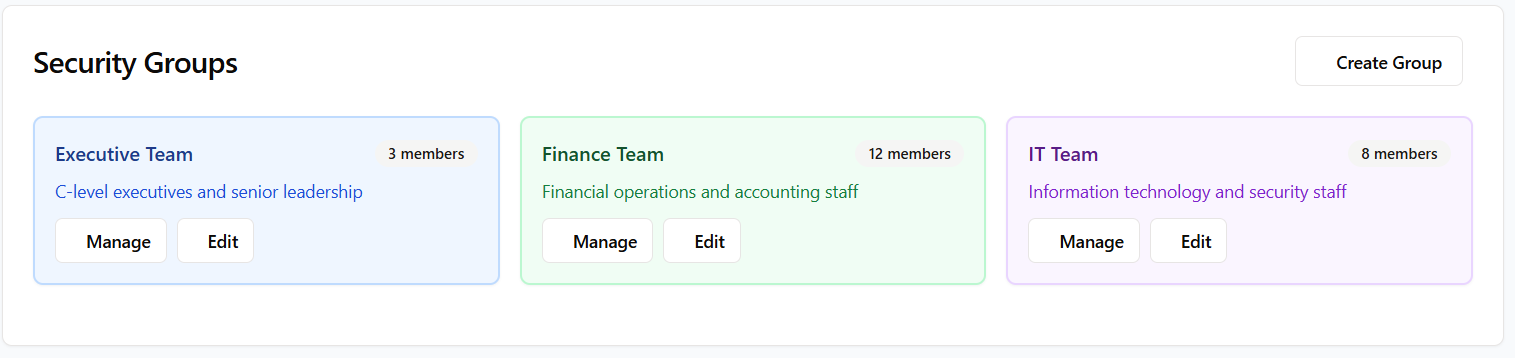 Security Groups
Create Group
Executive Team
3 members
C-level executives and senior leadership
Manage
Edit
Finance Team
12 members
Financial operations and accounting staff
Manage
Edit
IT Team
8 members
Information technology and security staff
Manage
Edit